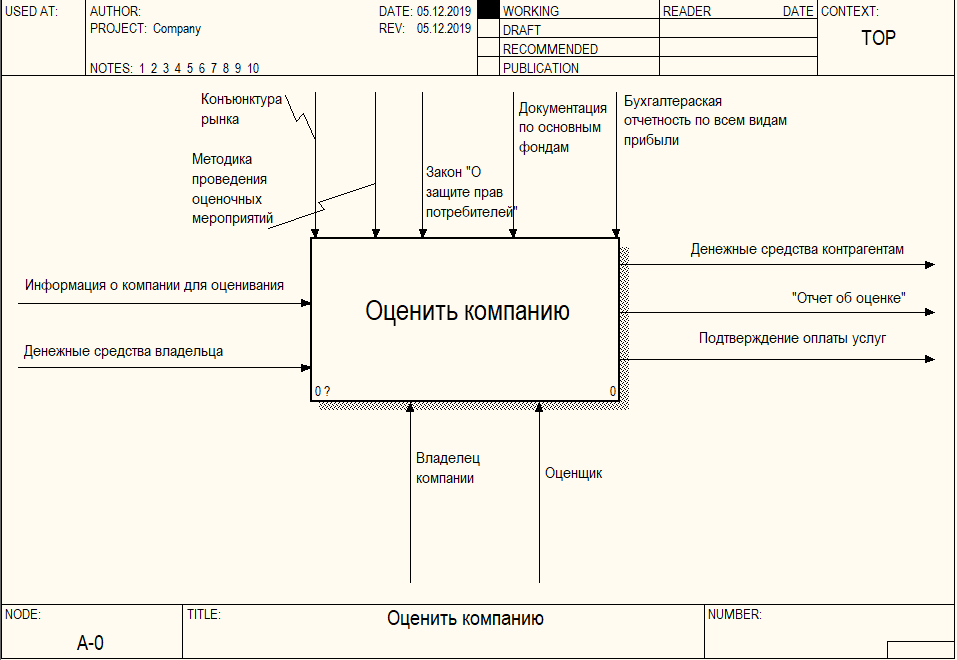 USED AT:
AUTHOR:
DATE: 05.12.2019
PROJECT: Company
REV: 05.12.2019
NOTES: 1 2 3 4 5 6 7 8 9 10
WORKING
DRAFT
RECOMMENDED
PUBLICATION
READER
DATE
CONTEXT:
TOP
Конъюнктура
рынка
Методика
проведения
оценочных
мероприятий
Закон "О
защите прав
потребителей"
Документация
по основным
фондам
Бухгалтераская
отчетность по всем видам
прибыли
Информация о компании для оценивания
Денежные средства владельца
Оценить компанию
0 ?
0
Денежные средства контрагентам
"Отчет об оценке"
Подтверждение оплаты услуг
Владелец
компании
Оценщик
NODE:
A-0
TITLE:
Оценить компанию
NUMBER: